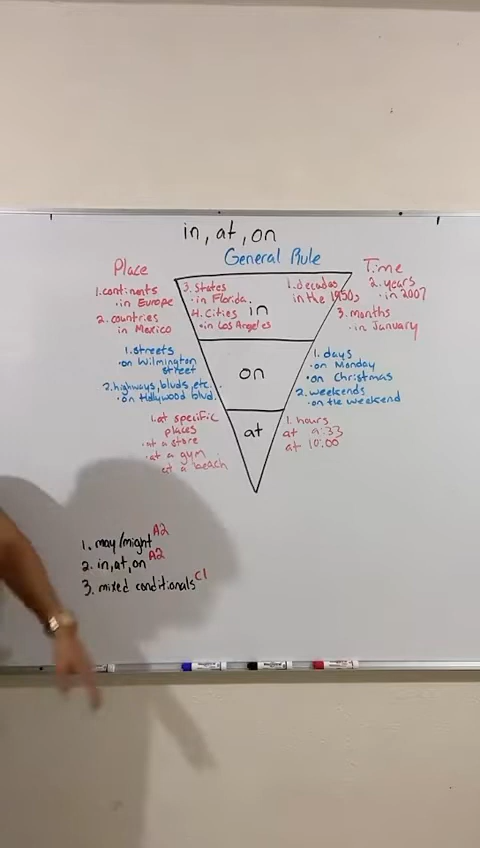 in, at, on
General Rule
Place
1. continents
• in Europe
2. countries
in Mexico
3. States
• in Florida.
4. Cities
• in Los Angeles
in
Time
1. decades
in the 1950s
2. years
• in 2007
3. months
• in January
1. streets
• on Wilmington
street
2. highways, blvds, etc.
• on Hollywood blvd.
on
1. days
• on Monday
• on Christmas
2. weekends
• on the weekend
1. at specific
places
• at a store
• at a gym
at a beach
at
1. hours
at 9:33
at 10:00
1. may/might A2
2. in, at, on A2
3. mixed conditionals C1